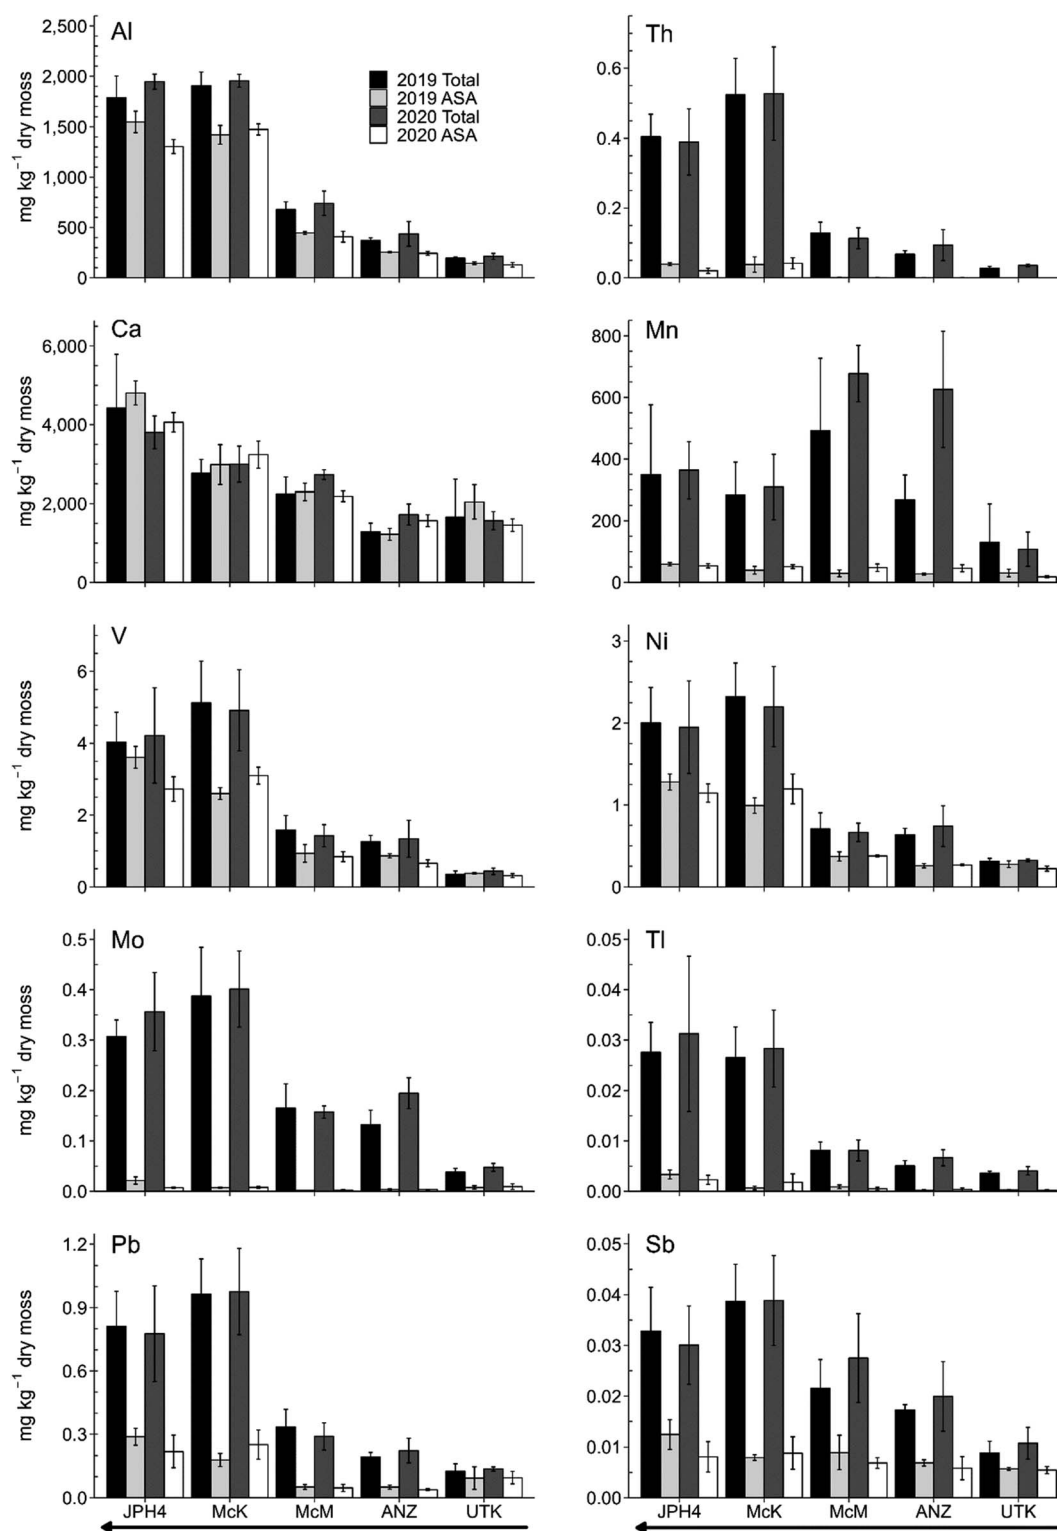 Al
2,500
2,000
1,500
1,000
500
0
mg kg⁻¹ dry moss
2019 Total
2019 ASA
2020 Total
2020 ASA
Th
0.6
0.4
0.2
0.0
Ca
6,000
4,000
2,000
0
mg kg⁻¹ dry moss
Mn
800
600
400
200
0
V
6
4
2
0
mg kg⁻¹ dry moss
Ni
3
2
1
0
Mo
0.5
0.4
0.3
0.2
0.1
0.0
mg kg⁻¹ dry moss
Tl
0.05
0.04
0.03
0.02
0.01
0.00
Pb
1.2
0.9
0.6
0.3
0.0
mg kg⁻¹ dry moss
JPH4 McK McM ANZ UTK
Sb
0.05
0.04
0.03
0.02
0.01
0.00
JPH4 McK McM ANZ UTK